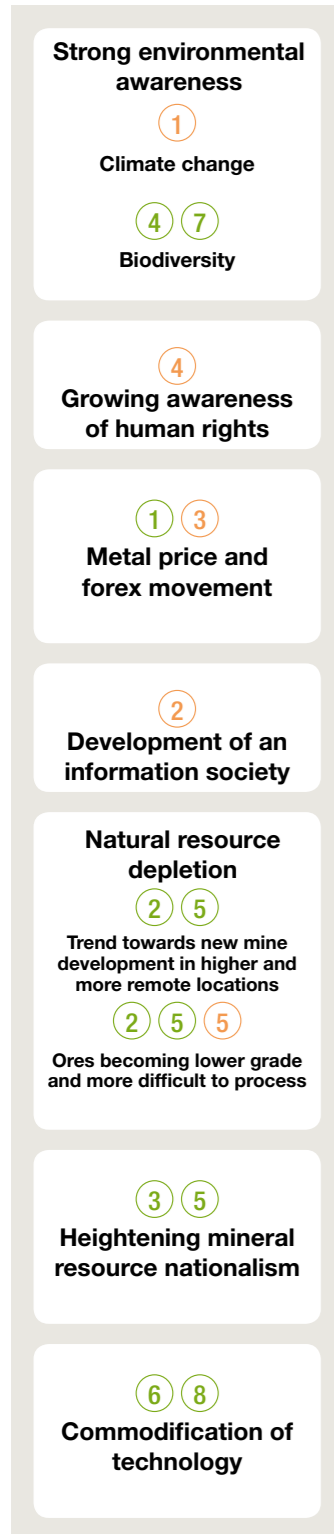 Strong environmental
awareness
1
Climate change
4 7
Biodiversity
4
Growing awareness
of human rights
1 3
Metal price and
forex movement
2
Development of an
information society
Natural resource
depletion
2 5
Trend towards new mine
development in higher and
more remote locations
2 5 5
Ores becoming lower grade
and more difficult to process
3 5
Heightening mineral
resource nationalism
6 8
Commodification of
technology